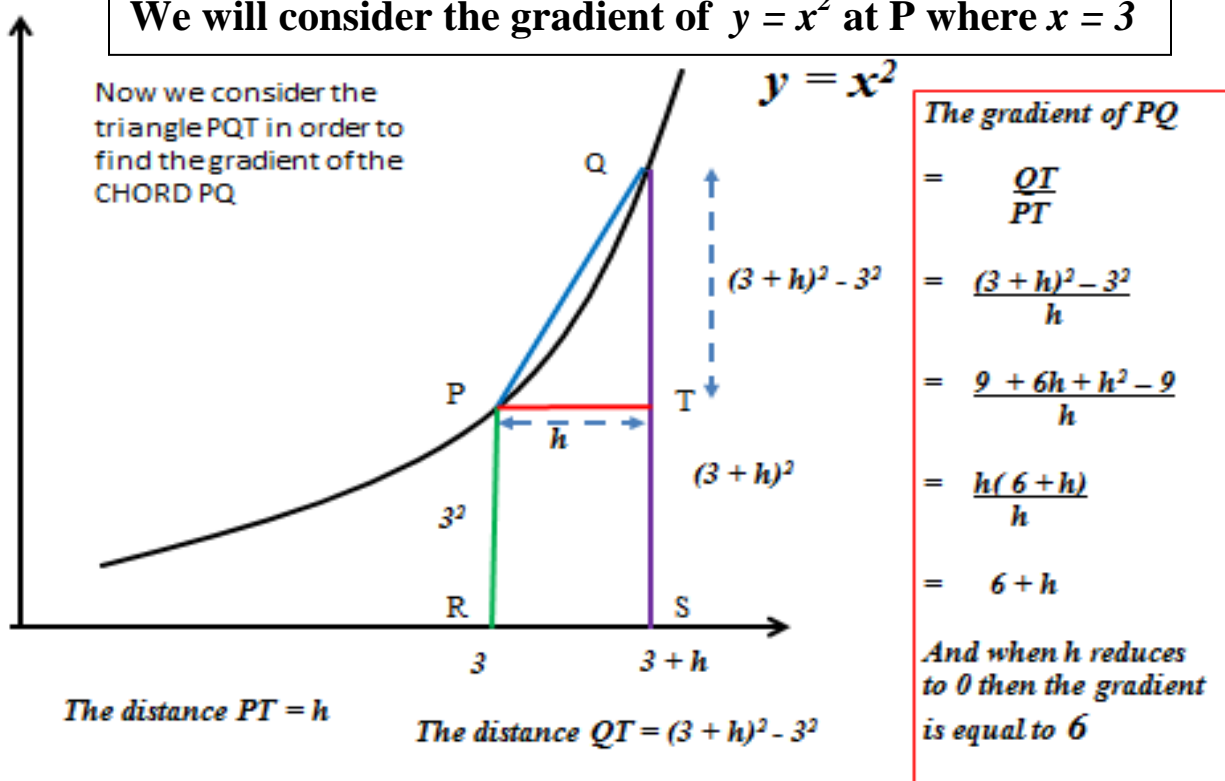 We will consider the gradient of y = x² at P where x = 3
Now we consider the
triangle PQT in order to
find the gradient of the
CHORD PQ
y = x²
Q
(3 + h)² - 3²
P
T
h
(3 + h)²
3²
R
S
3
3 + h
The distance PT = h
The distance QT = (3 + h)² - 3²
The gradient of PQ
= QT
PT
= (3 + h)² – 3²
h
= 9 + 6h + h² – 9
h
= h( 6 + h)
h
= 6 + h
And when h reduces
to 0 then the gradient
is equal to 6